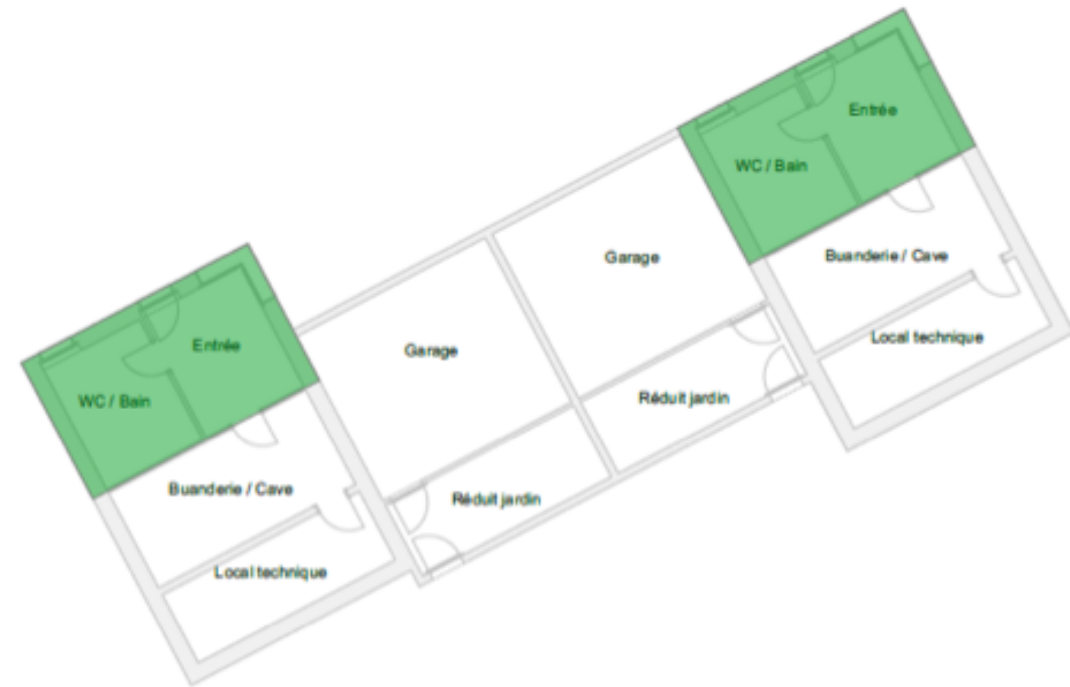 Entrée
WC / Bain
Garage
Buanderie / Cave
Local technique
Réduit jardin
Entrée
Garage
WC / Bain
Buanderie / Cave
Réduit jardin
Local technique